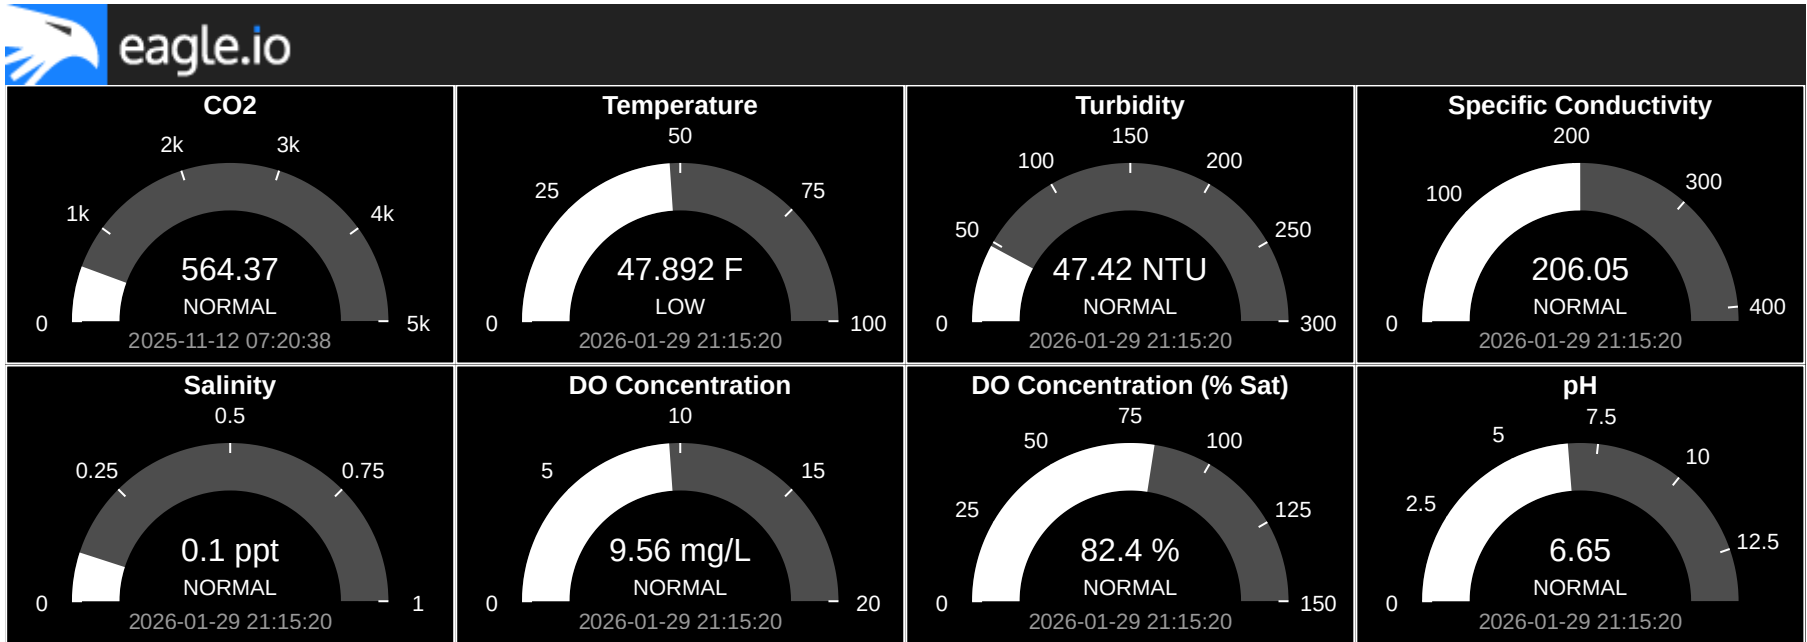 eagle.io
CO2
0
1k
2k
3k
4k
5k
564.37
NORMAL
2025-11-12 07:20:38
Temperature
0
25
50
75
100
47.892 F
LOW
2026-01-29 21:15:20
Turbidity
0
50
100
150
200
250
300
47.42 NTU
NORMAL
2026-01-29 21:15:20
Specific Conductivity
0
100
200
300
400
206.05
NORMAL
2026-01-29 21:15:20
Salinity
0
0.25
0.5
0.75
1
0.1 ppt
NORMAL
2026-01-29 21:15:20
DO Concentration
0
5
10
15
20
9.56 mg/L
NORMAL
2026-01-29 21:15:20
DO Concentration (% Sat)
0
25
50
75
100
125
150
82.4 %
NORMAL
2026-01-29 21:15:20
pH
0
2.5
5
7.5
10
12.5
6.65
NORMAL
2026-01-29 21:15:20